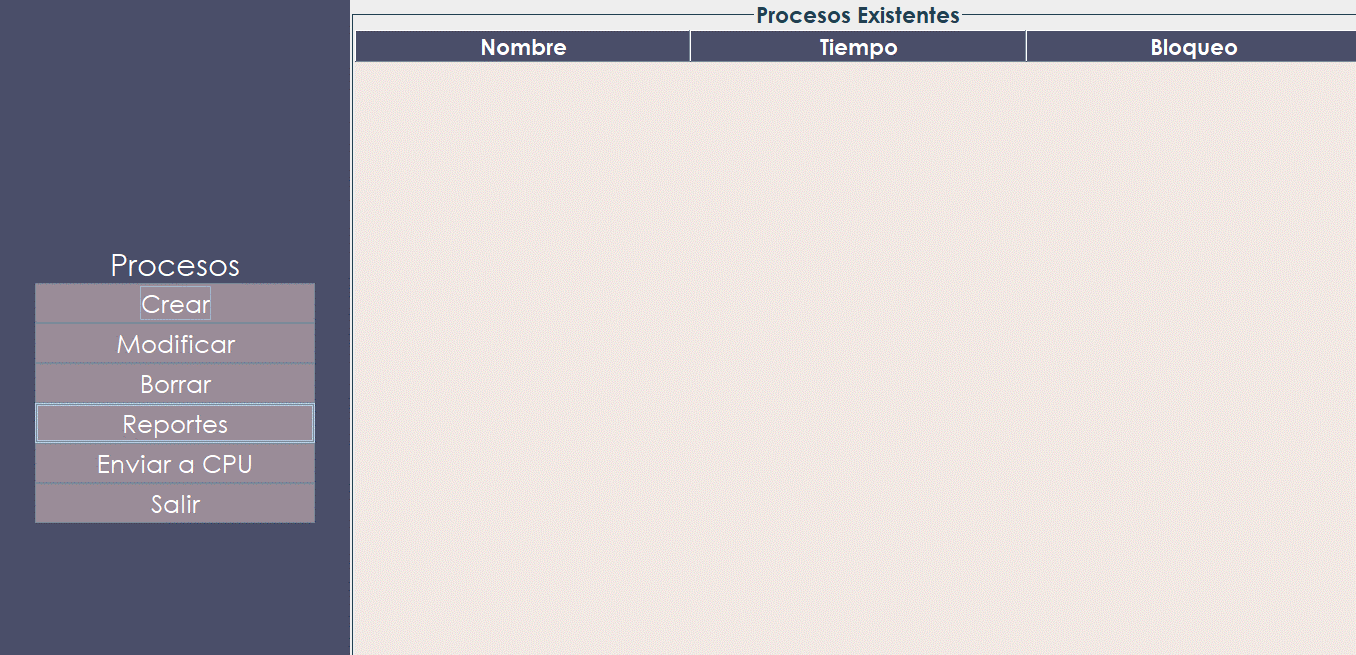 Procesos
Crear
Modificar
Borrar
Reportes
Enviar a CPU
Salir
Procesos Existentes
Nombre Tiempo Bloqueo